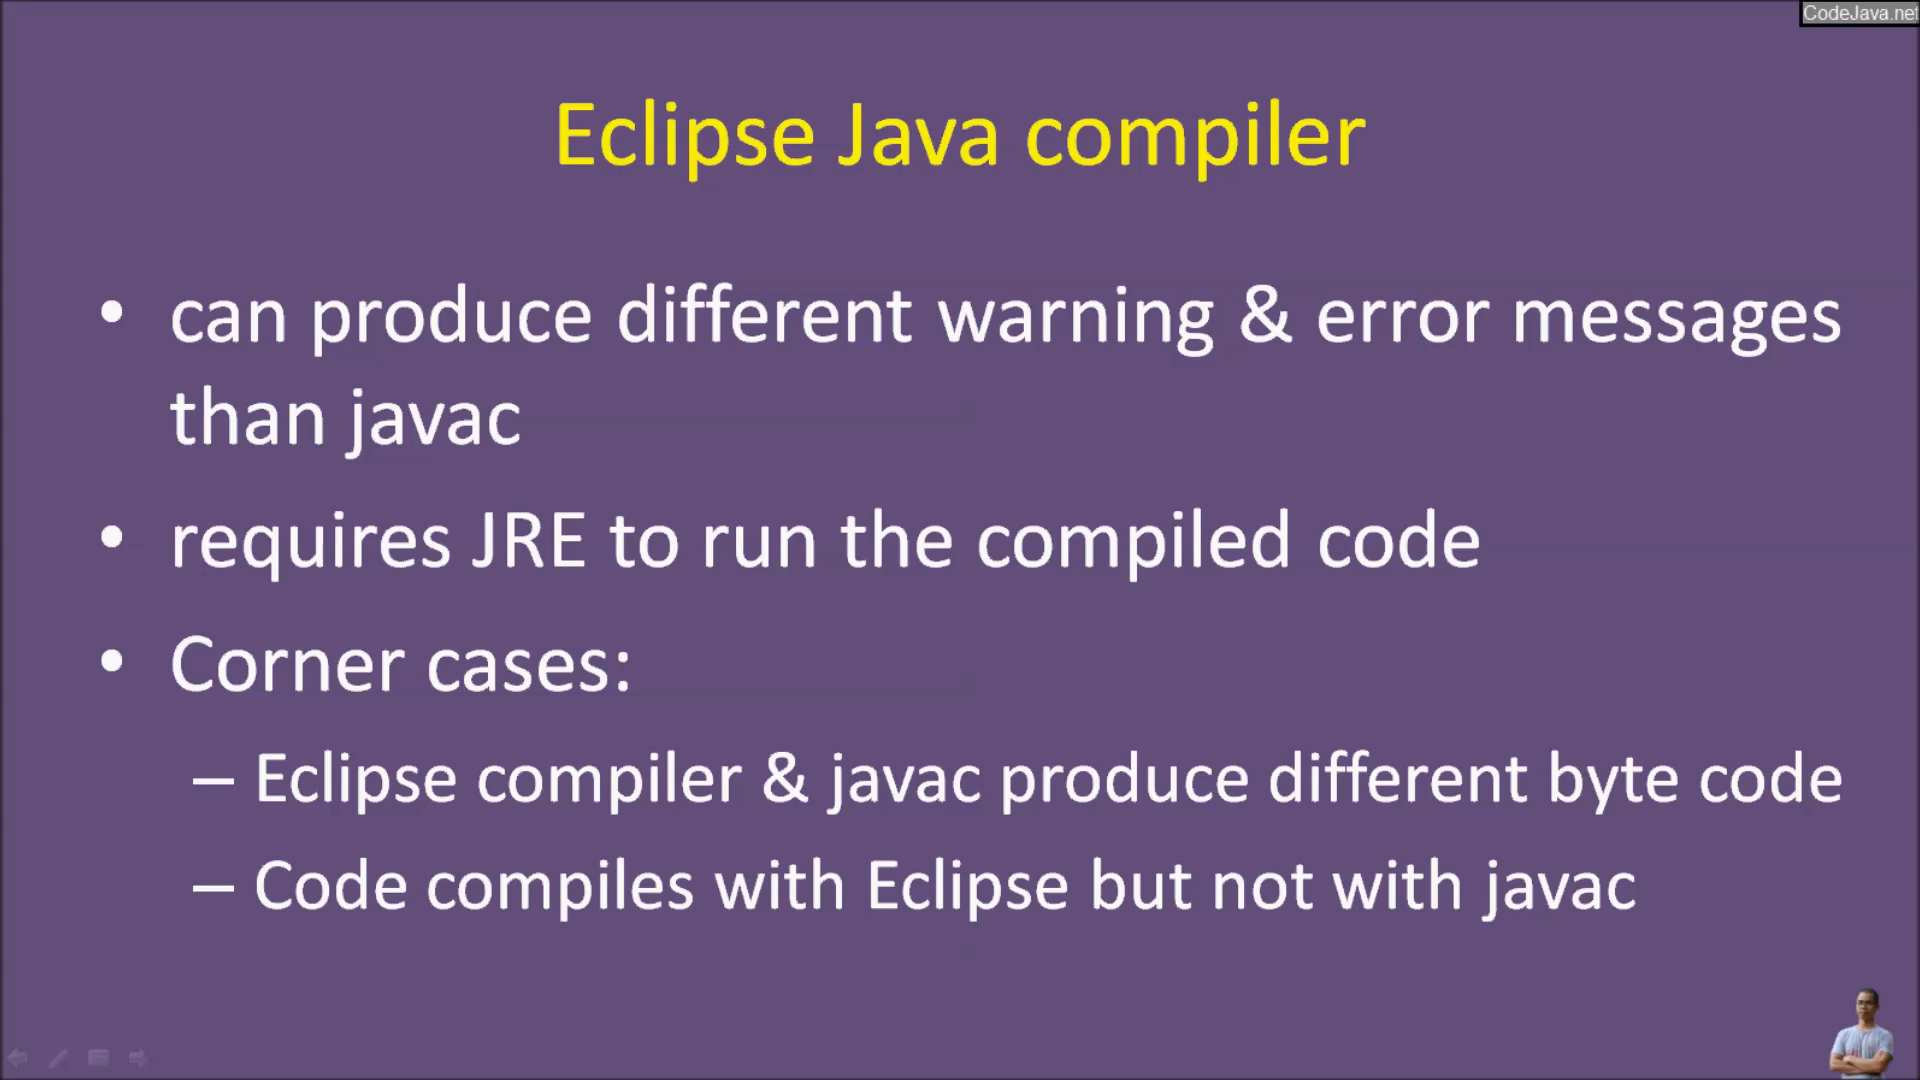 CodeJava.net
Eclipse Java compiler
• can produce different warning & error messages
than javac
• requires JRE to run the compiled code
• Corner cases:
– Eclipse compiler & javac produce different byte code
– Code compiles with Eclipse but not with javac